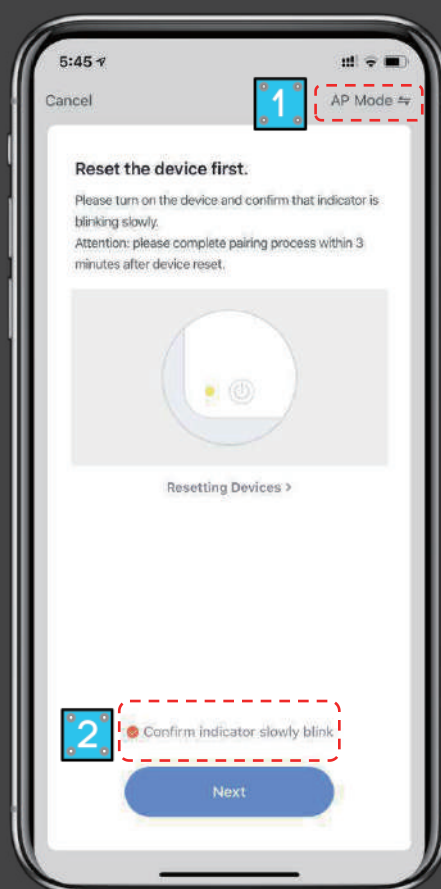 5:45
Cancel
1
AP Mode
Reset the device first.
Please turn on the device and confirm that indicator is
blinking slowly.
Attention: please complete pairing process within 3
minutes after device reset.
Resetting Devices >
2
Confirm indicator slowly blink
Next